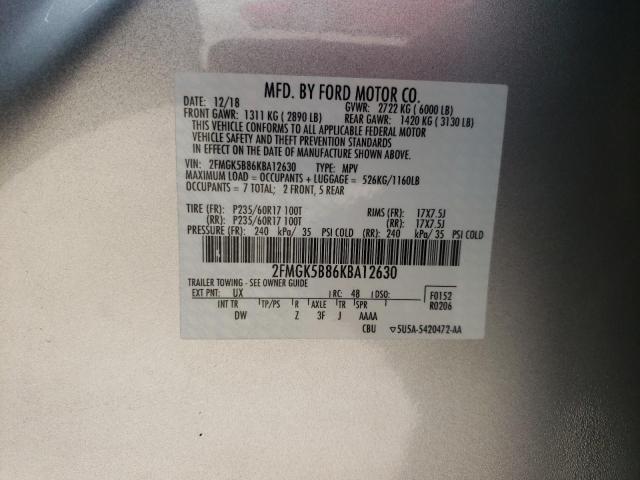 MFD. BY FORD MOTOR CO.
DATE: 12/18 GVWR: 2722 KG ( 6000 LB)
FRONT GAWR: 1311 KG ( 2890 LB) REAR GAWR: 1420 KG ( 3130 LB)
THIS VEHICLE CONFORMS TO ALL APPLICABLE FEDERAL MOTOR
VEHICLE SAFETY AND THEFT PREVENTION STANDARDS
IN EFFECT ON THE DATE OF MANUFACTURE SHOWN ABOVE.
VIN: 2FMGK5B86KBA12630 TYPE: MPV
MAXIMUM LOAD = OCCUPANTS + LUGGAGE = 526KG/1160LB
OCCUPANTS = 7 TOTAL; 2 FRONT, 5 REAR
TIRE (FR): P235/60R17 100T RIMS (FR): 17X7.5J
(RR): P235/60R17 100T (RR): 17X7.5J
PRESSURE (FR): 240 kPa/ 35 PSI COLD (RR): 240 kPa/ 35 PSI COLD
2FMGK5B86KBA12630
TRAILER TOWING - SEE OWNER GUIDE
EXT PNT: UX RC: 48 DSO: F0152
INT TR TP/PS R AXLE TR SPR R0206
DW Z 3F J AAAA
CBU ▽5U5A-5420472-AA